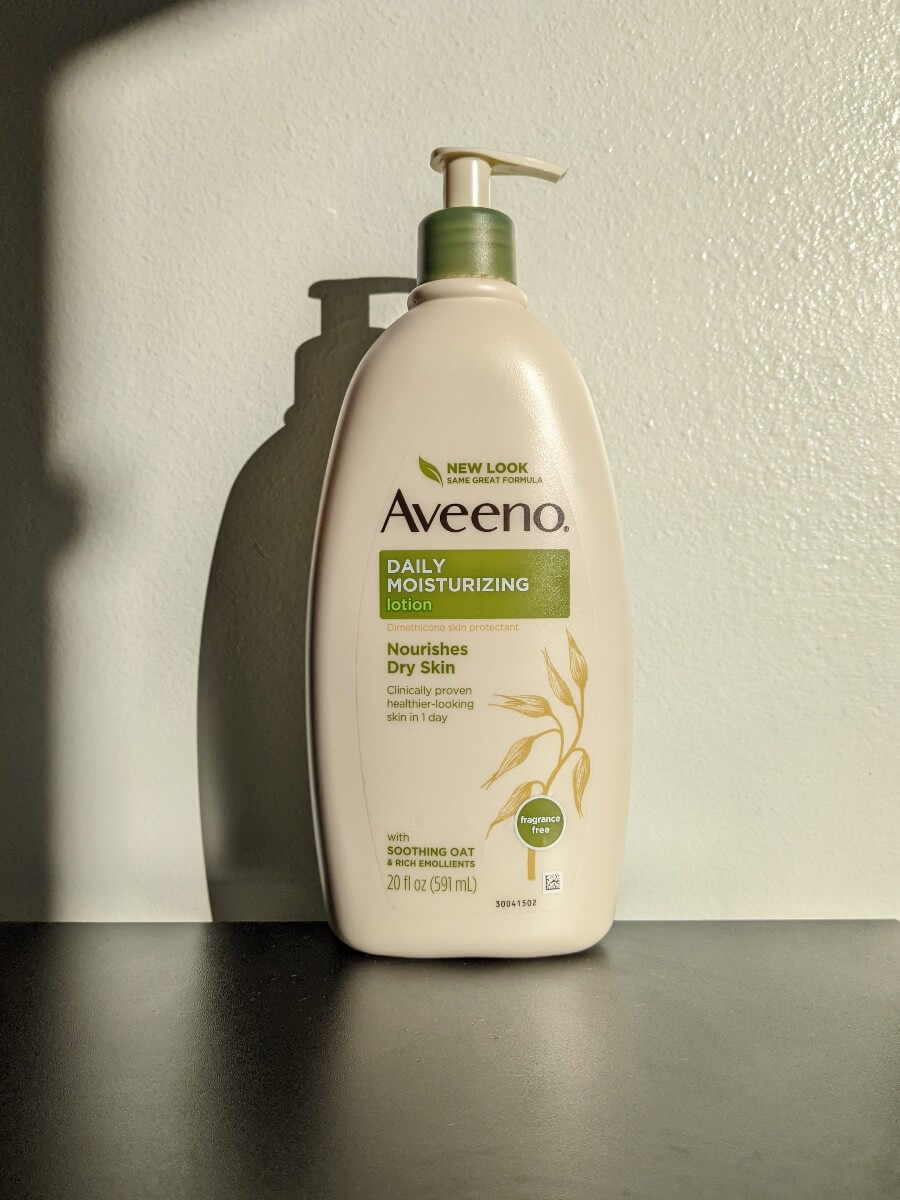 NEW LOOK
SAME GREAT FORMULA
Aveeno®
DAILY
MOISTURIZING
lotion
Dimethicone skin protectant
Nourishes
Dry Skin
Clinically proven
healthier-looking
skin in 1 day
fragrance
free
with
SOOTHING OAT
& RICH EMOLLIENTS
20 fl oz (591 mL)
30041502